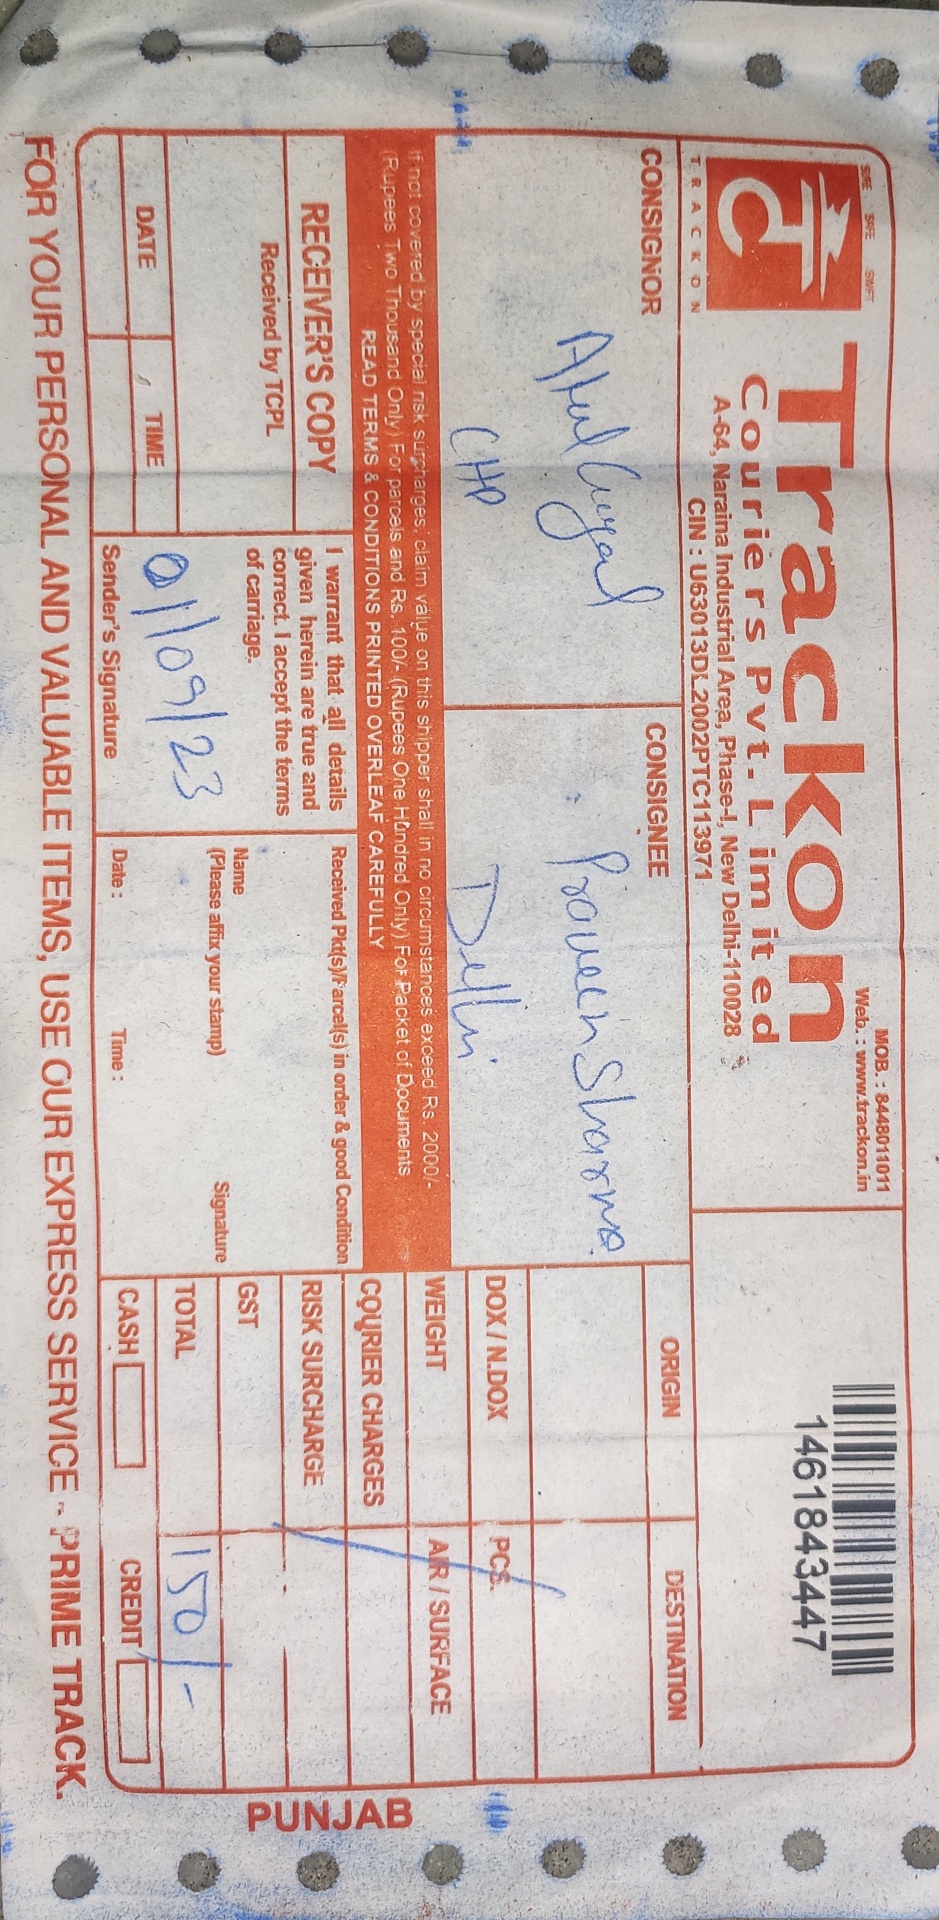 SURE SAFE SWIFT
TRACKON
Trackon
Couriers Pvt. Limited
A-64, Naraina Industrial Area, Phase-I, New Delhi-110028
CIN : U63013DL2002PTC113971
MOB. : 8448011011
Web. : www.trackon.in
1461843447
CONSIGNOR
Atul
CHD
CONSIGNEE
Praveen Sharma
Delhi
ORIGIN
DESTINATION
DOX / N.DOX
PCS.
WEIGHT
AIR / SURFACE
COURIER CHARGES
RISK SURCHARGE
GST
TOTAL
150/-
CASH
CREDIT
If not covered by special risk surcharges, claim value on this shipper shall in no circumstances exceed Rs. 2000/-
(Rupees Two Thousand Only) For parcels and Rs. 100/- (Rupees One Hundred Only) For Packet of Documents.
READ TERMS & CONDITIONS PRINTED OVERLEAF CAREFULLY
RECEIVER'S COPY
Received by TCPL
DATE
TIME
I warrant that all details
given herein are true and
correct. I accept the terms
of carriage.
01/09/23
Sender's Signature
Received Pkt(s)/Parcel(s) in order & good Condition
Name
Signature
(Please affix your stamp)
Date :
Time :
FOR YOUR PERSONAL AND VALUABLE ITEMS, USE OUR EXPRESS SERVICE - PRIME TRACK.
PUNJAB